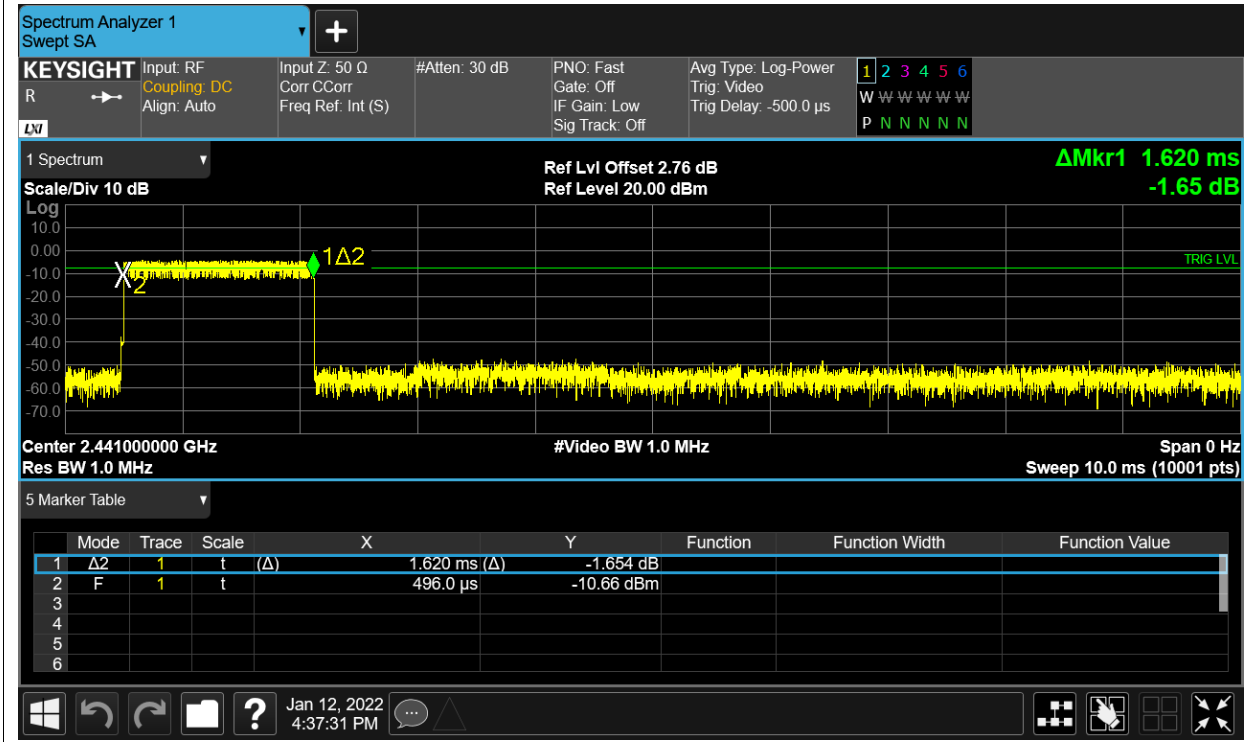 Spectrum Analyzer 1
Swept SA
KEYSIGHT
R
LXI
Input: RF
Coupling: DC
Align: Auto
Input Z: 50 Ω
Corr CCorr
Freq Ref: Int (S)
#Atten: 30 dB
PNO: Fast
Gate: Off
IF Gain: Low
Sig Track: Off
Avg Type: Log-Power
Trig: Video
Trig Delay: -500.0 µs
1 2 3 4 5 6
W W W W W W
P N N N N N
1 Spectrum
Scale/Div 10 dB
Ref Lvl Offset 2.76 dB
Ref Level 20.00 dBm
ΔMkr1 1.620 ms
-1.65 dB
Log
10.0
0.00
-10.0
-20.0
-30.0
-40.0
-50.0
-60.0
-70.0
1Δ2
X2
TRIG LVL
Center 2.441000000 GHz
Res BW 1.0 MHz
#Video BW 1.0 MHz
Span 0 Hz
Sweep 10.0 ms (10001 pts)
5 Marker Table
Mode Trace Scale X Y Function Function Width Function Value
1 Δ2 1 t (Δ) 1.620 ms (Δ) -1.654 dB
2 F 1 t 496.0 µs -10.66 dBm
3
4
5
6
?
Jan 12, 2022
4:37:31 PM